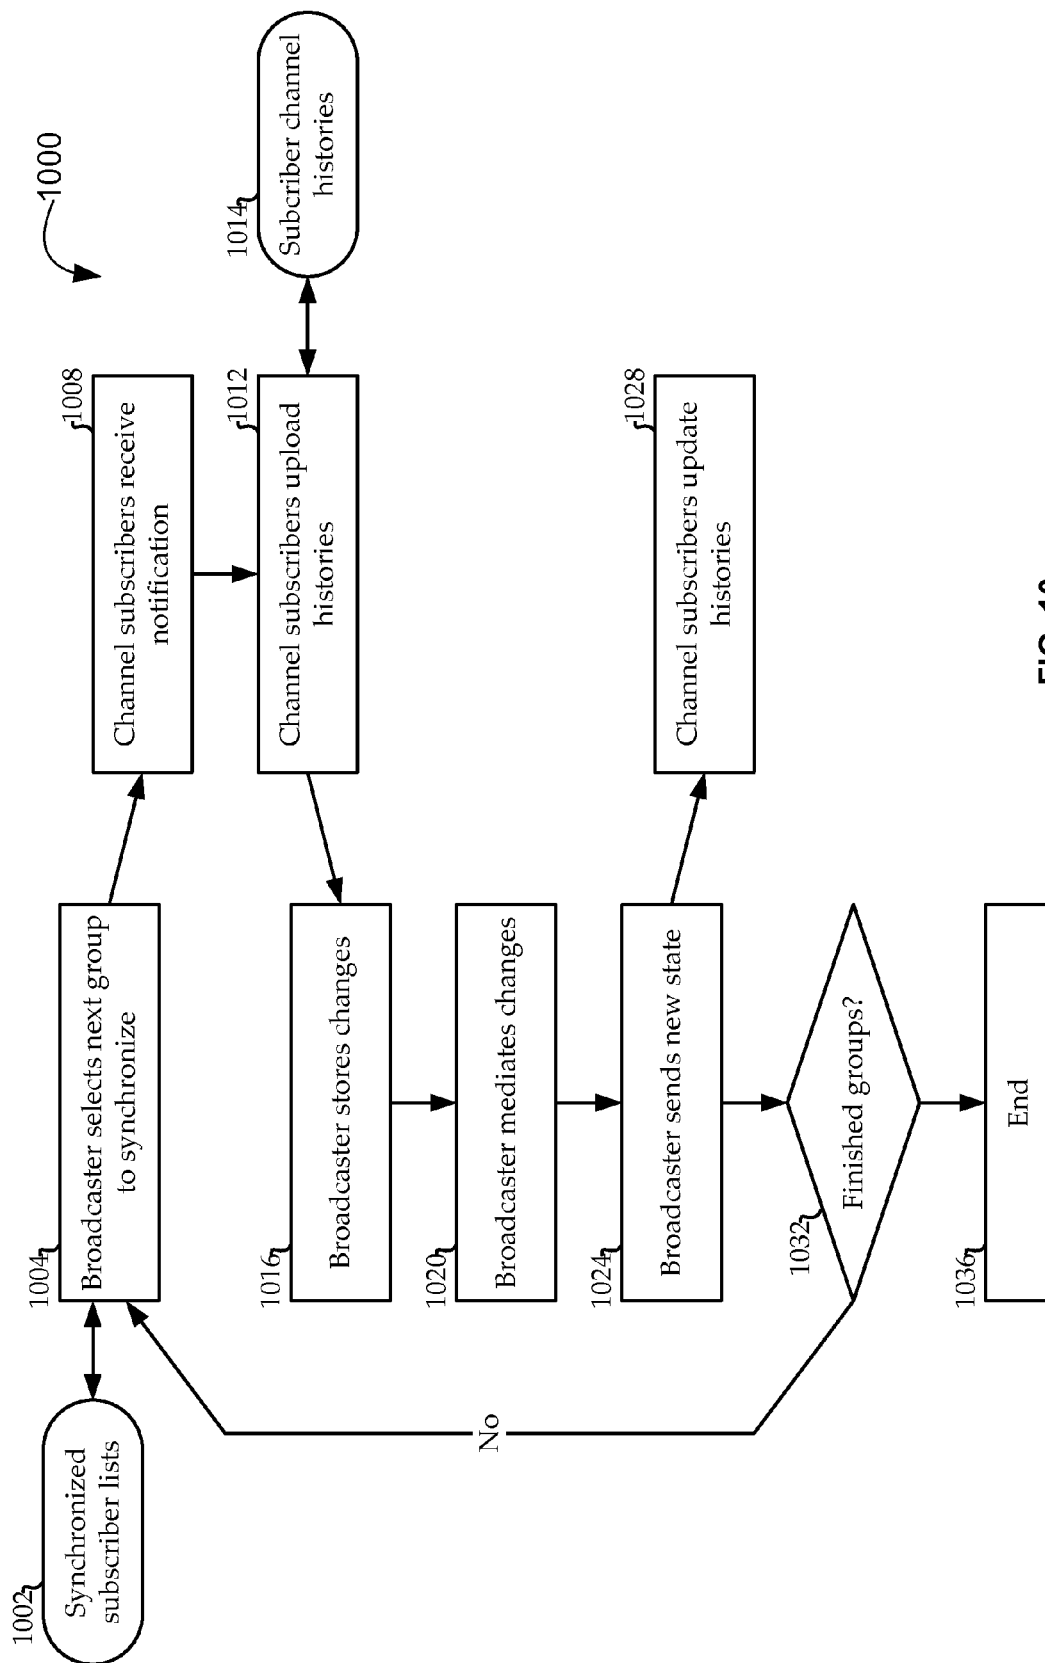 1000
1002
Synchronized
subscriber lists
1004
Broadcaster selects next group
to synchronize
1008
Channel subscribers receive
notification
1012
Channel subscribers upload
histories
1014
Subcriber channel
histories
1016
Broadcaster stores changes
1020
Broadcaster mediates changes
1024
Broadcaster sends new state
1028
Channel subscribers update
histories
1032
Finished groups?
No
1036
End